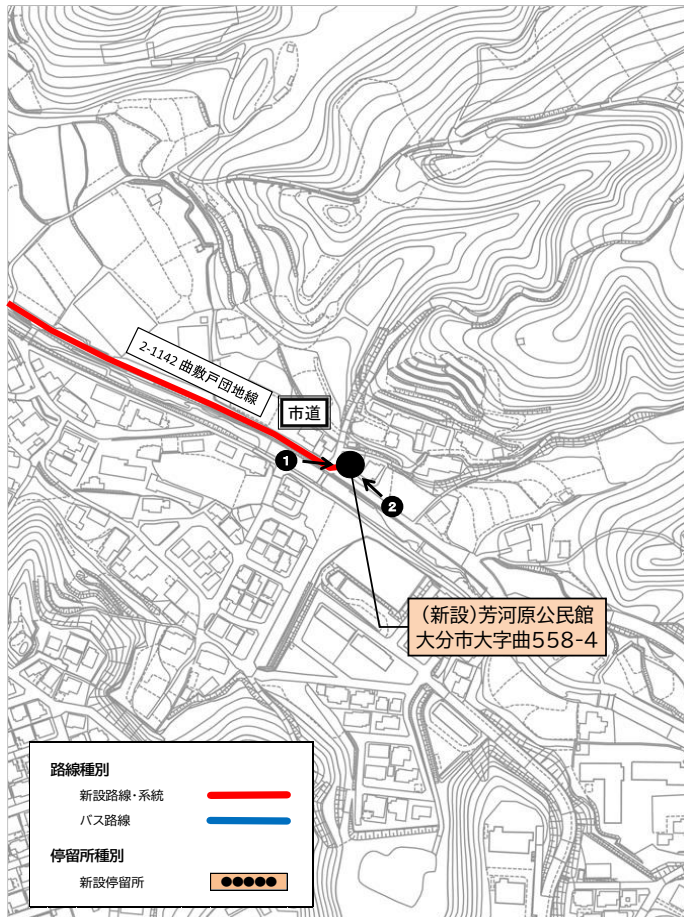 2-1142 曲敷戸団地線
市道
1
2
(新設)芳河原公民館
大分市大字曲558-4
路線種別
新設路線・系統
バス路線
停留所種別
新設停留所
●●●●●